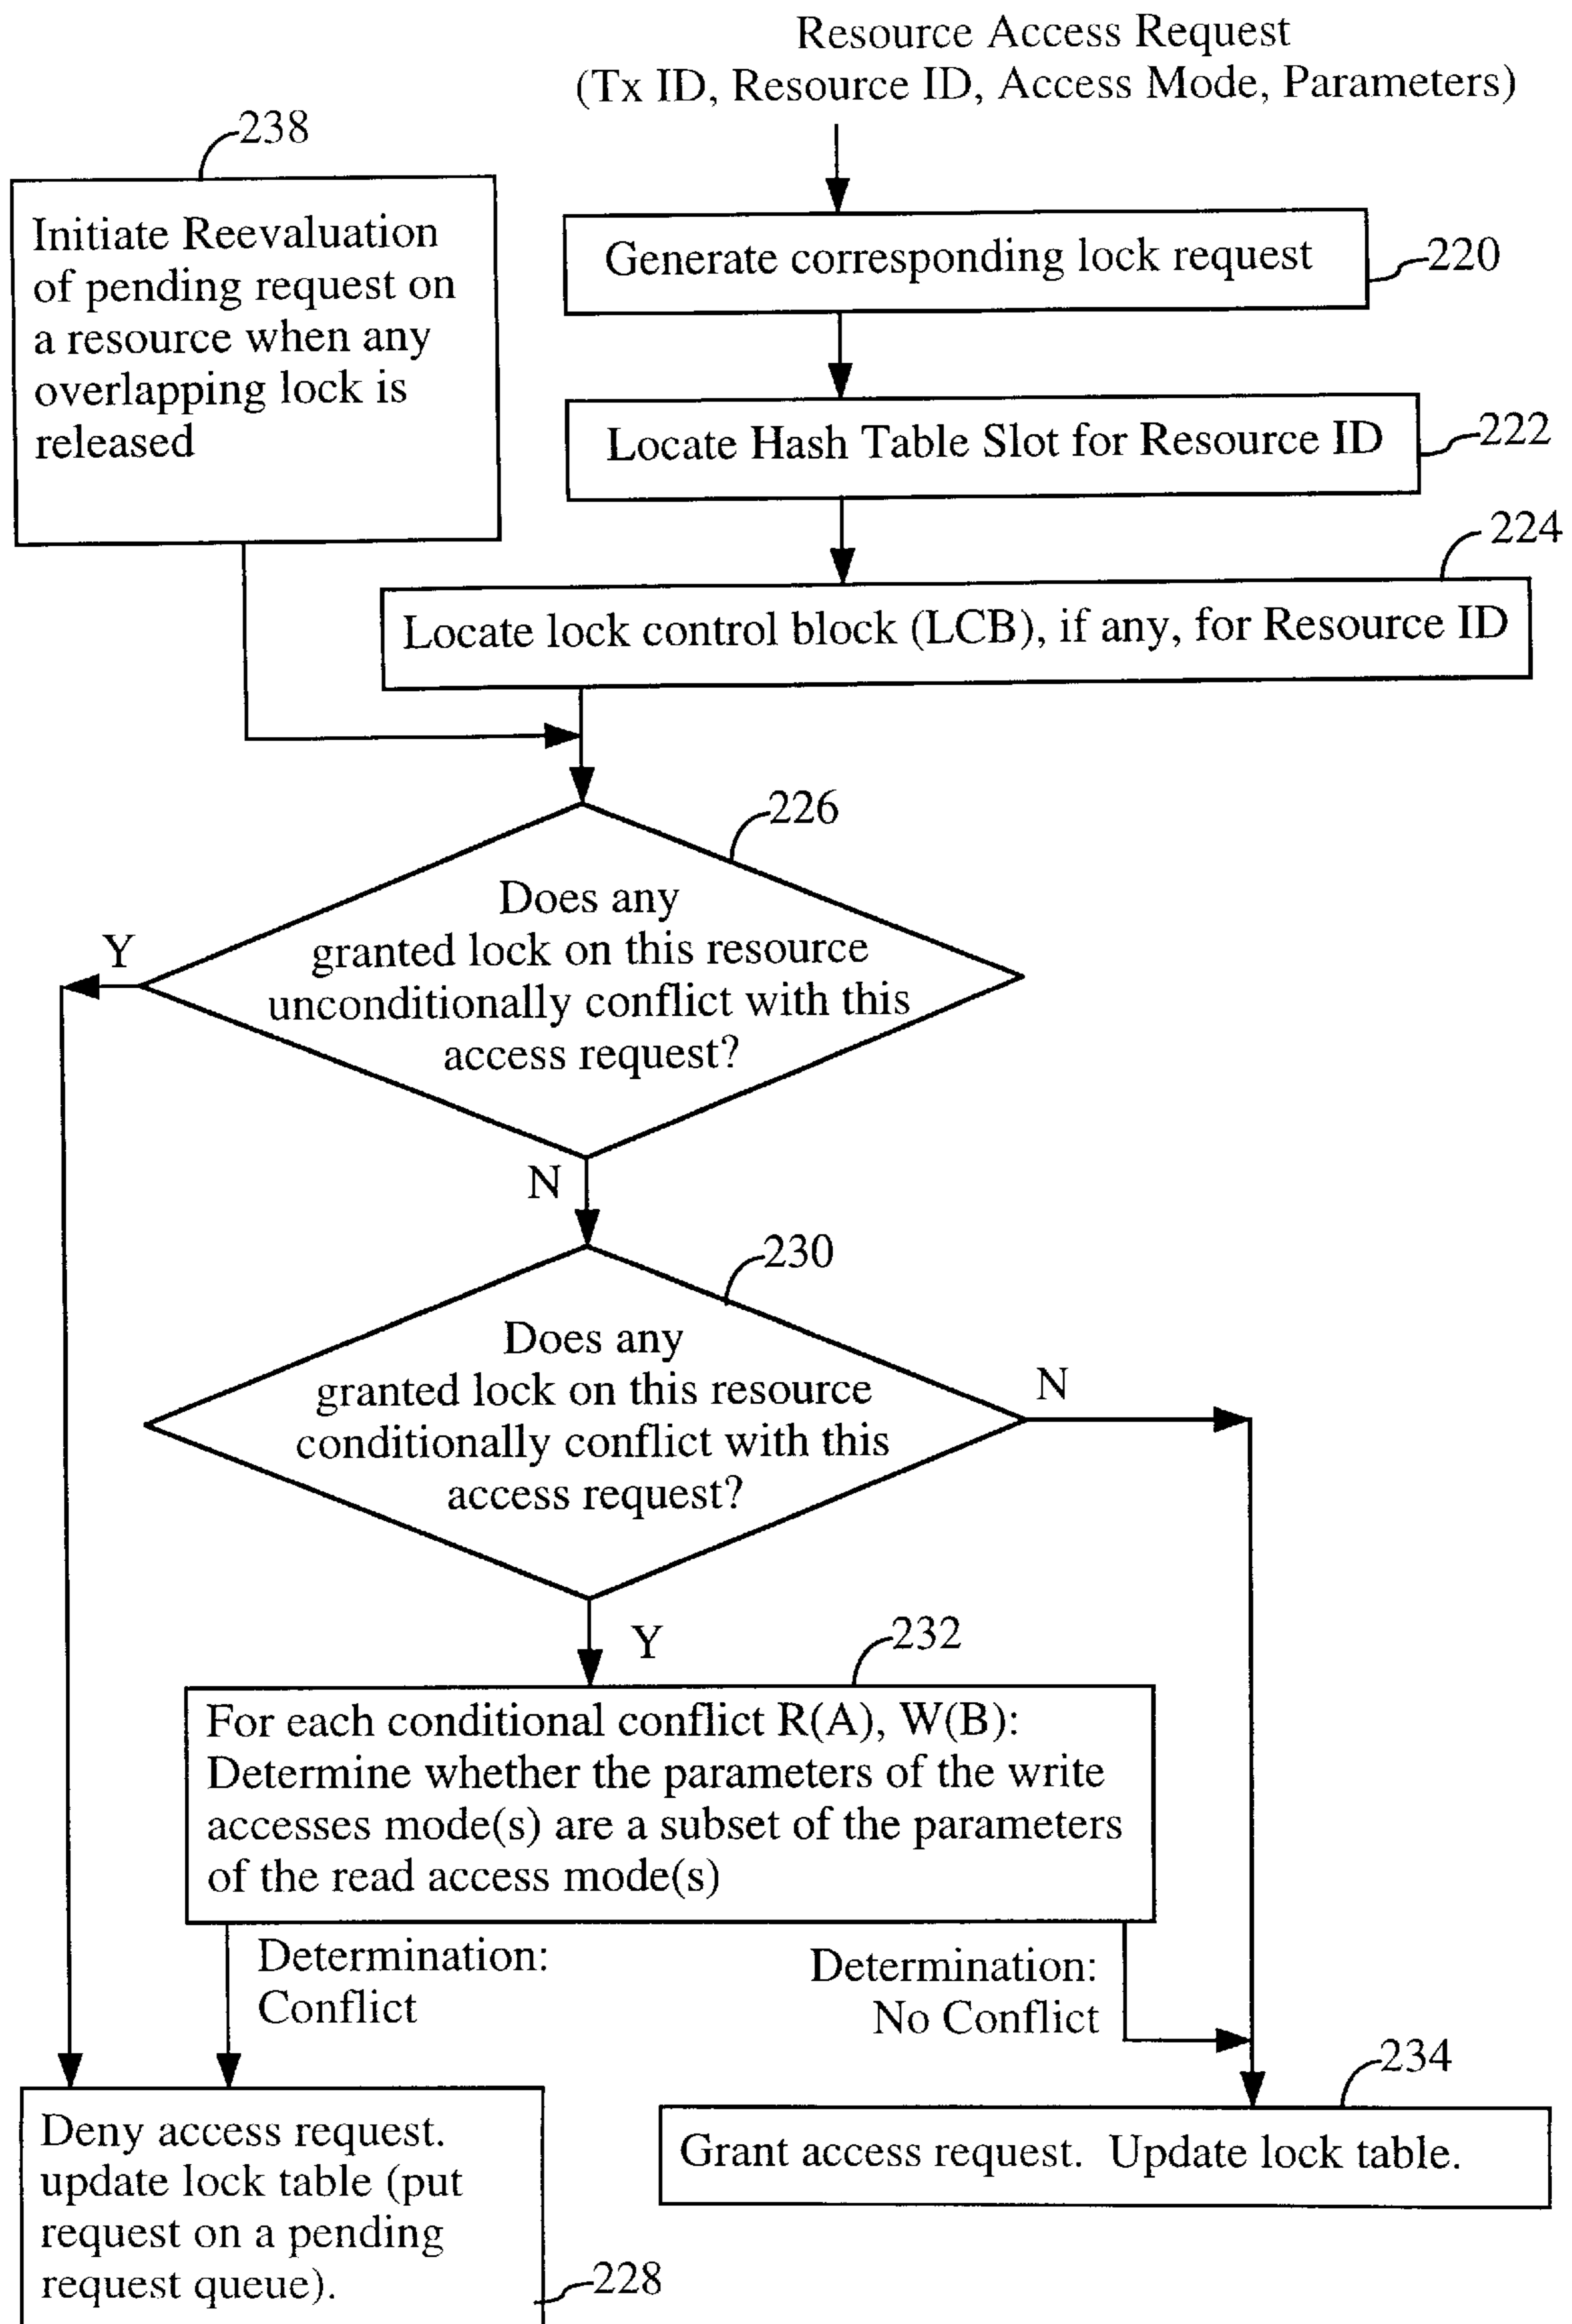 Resource Access Request
(Tx ID, Resource ID, Access Mode, Parameters)
238
Initiate Reevaluation
of pending request on
a resource when any
overlapping lock is
released
Generate corresponding lock request
220
Locate Hash Table Slot for Resource ID
222
224
Locate lock control block (LCB), if any, for Resource ID
226
Does any
granted lock on this resource
unconditionally conflict with this
access request?
Y
N
230
Does any
granted lock on this resource
conditionally conflict with this
access request?
N
Y
232
For each conditional conflict R(A), W(B):
Determine whether the parameters of the write
accesses mode(s) are a subset of the parameters
of the read access mode(s)
Determination:
Conflict
Determination:
No Conflict
234
Deny access request.
update lock table (put
request on a pending
request queue).
228
Grant access request. Update lock table.